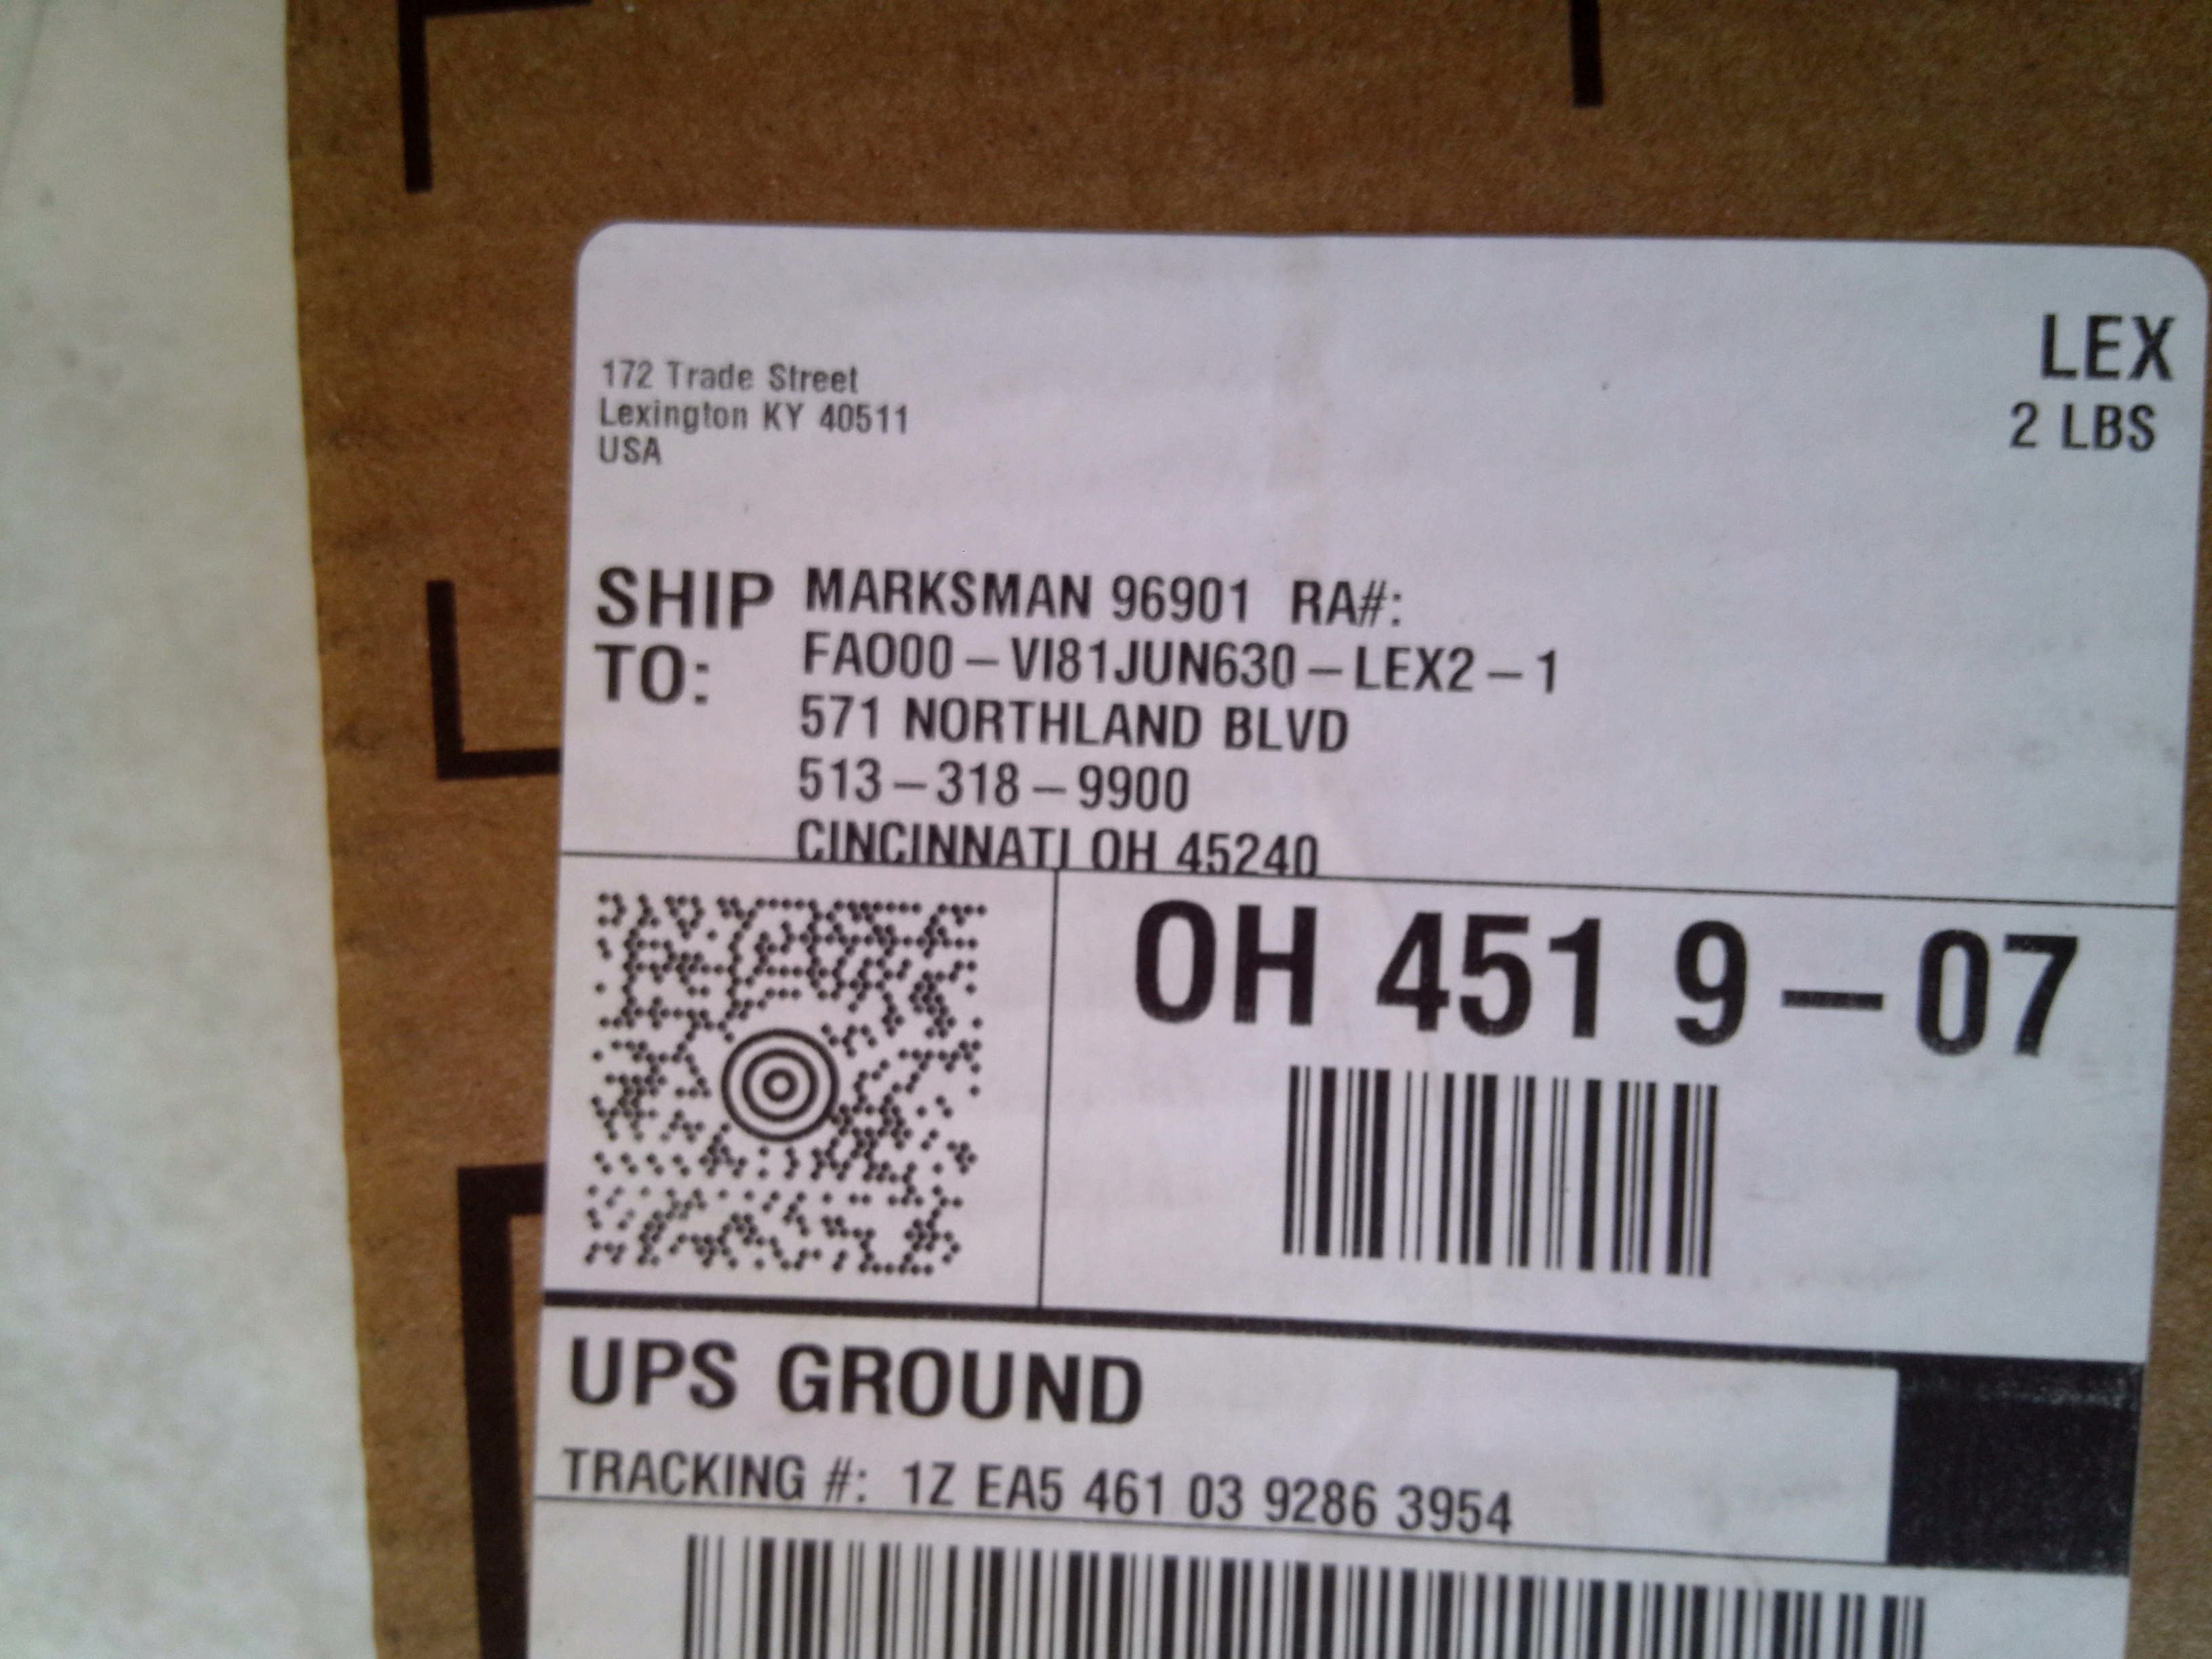 172 Trade Street
Lexington KY 40511
USA
LEX
2 LBS
SHIP TO:
MARKSMAN 96901 RA#:
FAO00-VI81JUN630-LEX2-1
571 NORTHLAND BLVD
513-318-9900
CINCINNATI OH 45240
OH 451 9-07
UPS GROUND
TRACKING #: 1Z EA5 461 03 9286 3954